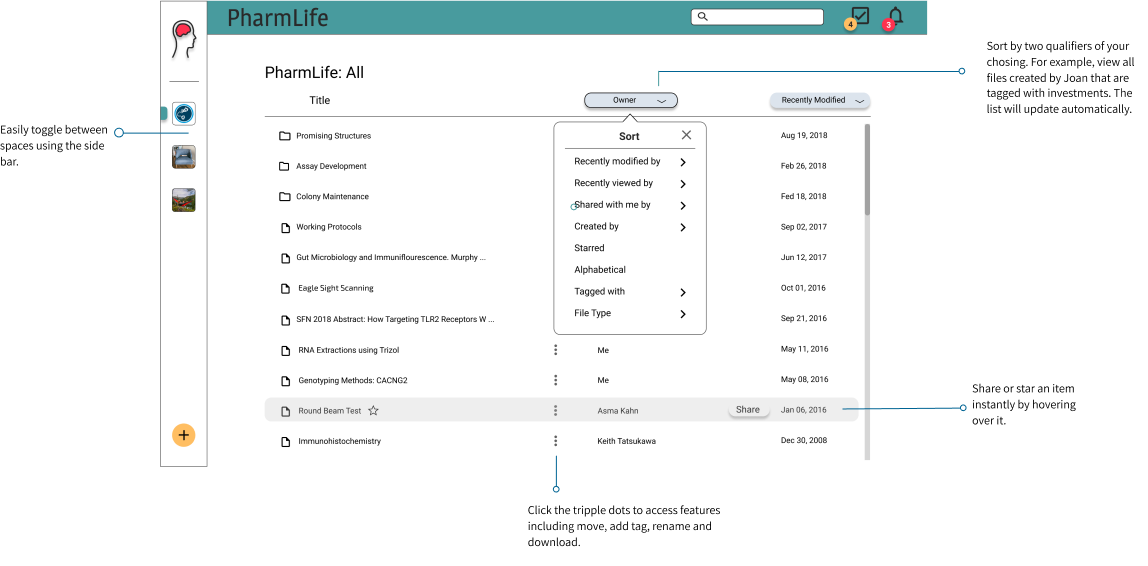 PharmLife
4
3
Sort by two qualifiers of your
chosing. For example, view all
files created by Joan that are
tagged with investments. The
list will update automatically.
PharmLife: All
Title
Owner
Recently Modified
Easily toggle between
spaces using the side
bar.
Sort
Recently modified by
Recently viewed by
Shared with me by
Created by
Starred
Alphabetical
Tagged with
File Type
Promising Structures
Aug 19, 2018
Assay Development
Feb 26, 2018
Colony Maintenance
Fed 18, 2018
Working Protocols
Sep 02, 2017
Gut Microbiology and Immuniflourescence. Murphy ...
Jun 12, 2017
Eagle Sight Scanning
Oct 01, 2016
SFN 2018 Abstract: How Targeting TLR2 Receptors W ...
Sep 21, 2016
RNA Extractions using Trizol
Me
May 11, 2016
Genotyping Methods: CACNG2
Me
May 08, 2016
Round Beam Test
Asma Kahn
Share
Jan 06, 2016
Immunohistochemistry
Keith Tatsukawa
Dec 30, 2008
Share or star an item
instantly by hovering
over it.
Click the tripple dots to access features
including move, add tag, rename and
download.